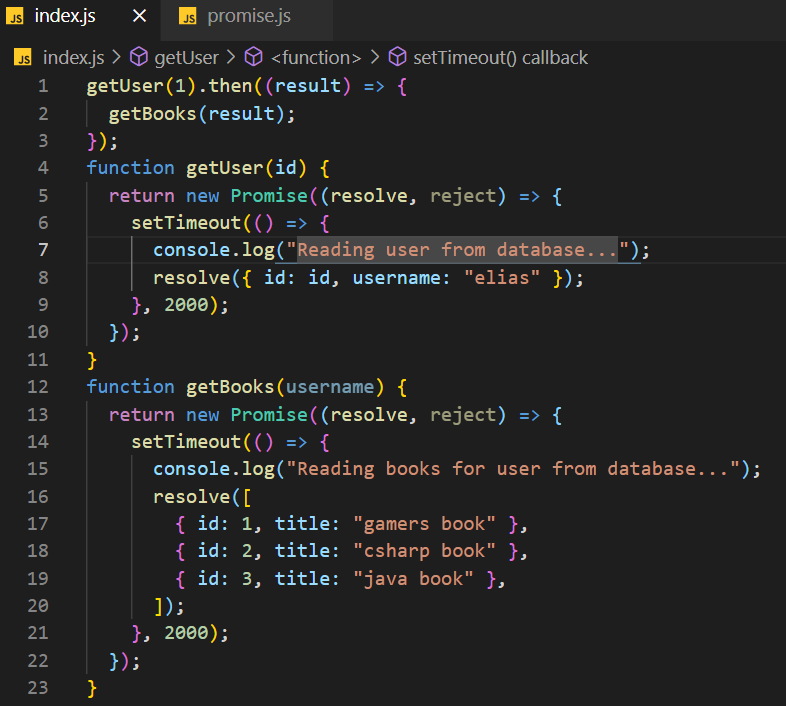 JS index.js × JS promise.js
JS index.js > getUser > <function> > setTimeout() callback
1 getUser(1).then((result) => {
2   getBooks(result);
3 });
4 function getUser(id) {
5   return new Promise((resolve, reject) => {
6     setTimeout(() => {
7       console.log("Reading user from database...");
8       resolve({ id: id, username: "elias" });
9     }, 2000);
10   });
11 }
12 function getBooks(username) {
13   return new Promise((resolve, reject) => {
14     setTimeout(() => {
15       console.log("Reading books for user from database...");
16       resolve([
17         { id: 1, title: "gamers book" },
18         { id: 2, title: "csharp book" },
19         { id: 3, title: "java book" },
20       ]);
21     }, 2000);
22   });
23 }